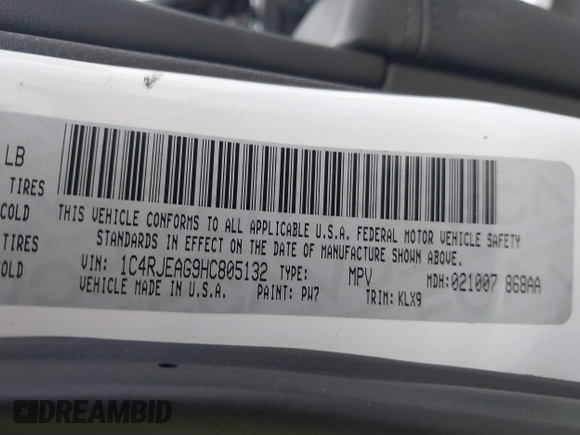 LB
TIRES
COLD
TIRES
OLD
THIS VEHICLE CONFORMS TO ALL APPLICABLE U.S.A. FEDERAL MOTOR VEHICLE SAFETY
STANDARDS IN EFFECT ON THE DATE OF MANUFACTURE SHOWN ABOVE.
VIN: 1C4RJEAG9HC805132 TYPE: MPV MDH:021007 868AA
VEHICLE MADE IN U.S.A. PAINT: PW7 TRIM: KLX9
DREAMBID